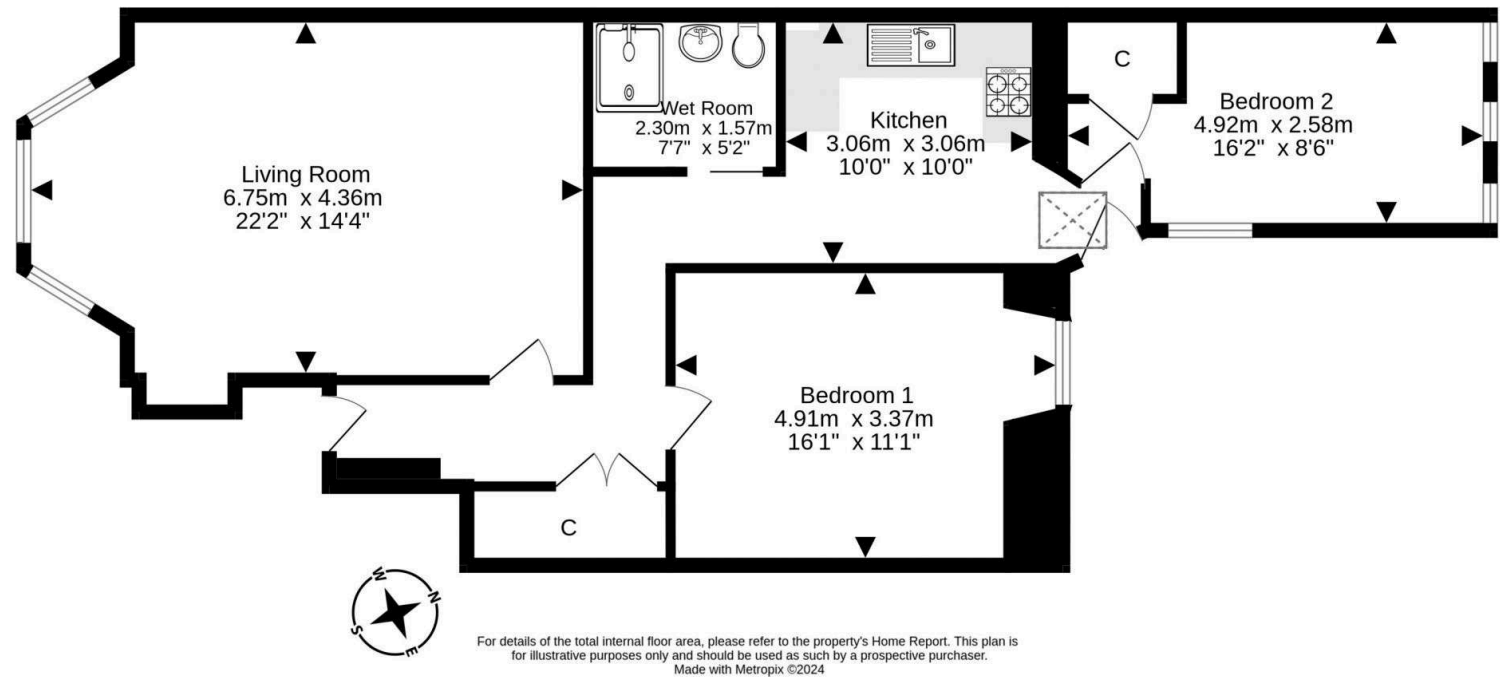 Living Room
6.75m x 4.36m
22'2" x 14'4"
Wet Room
2.30m x 1.57m
7'7" x 5'2"
Kitchen
3.06m x 3.06m
10'0" x 10'0"
C
Bedroom 2
4.92m x 2.58m
16'2" x 8'6"
Bedroom 1
4.91m x 3.37m
16'1" x 11'1"
C
W
N
S
E
For details of the total internal floor area, please refer to the property's Home Report. This plan is
for illustrative purposes only and should be used as such by a prospective purchaser.
Made with Metropix ©2024